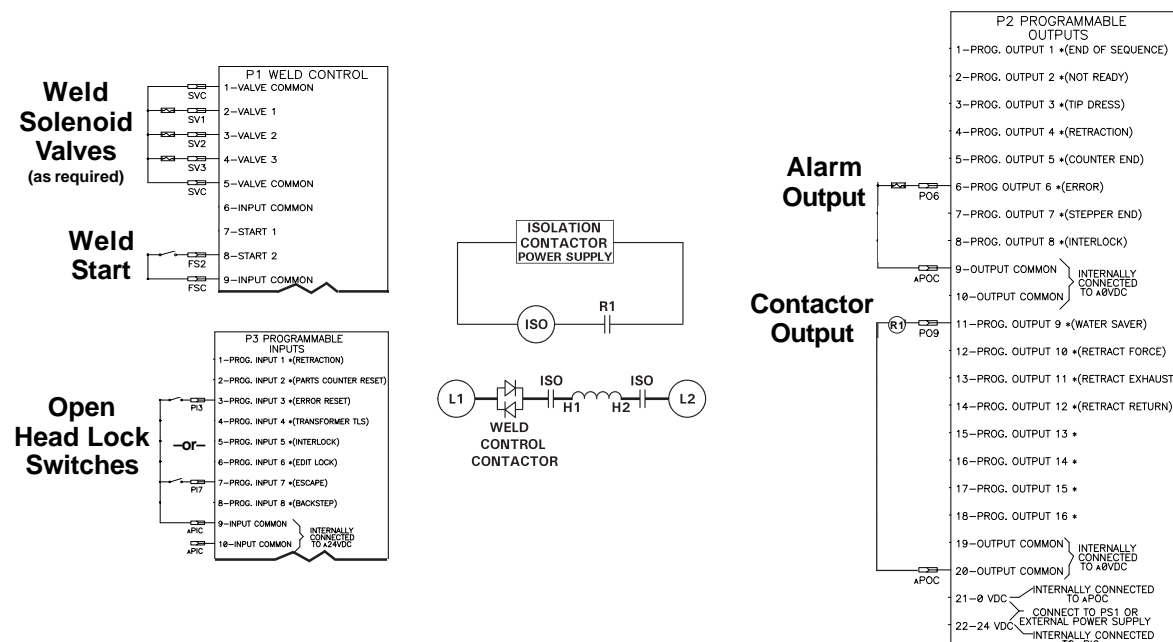 Weld
Solenoid
Valves
(as required)
Weld
Start
P1 WELD CONTROL
1-VALVE COMMON
SVC
2-VALVE 1
SV1
3-VALVE 2
SV2
4-VALVE 3
SV3
5-VALVE COMMON
SVC
6-INPUT COMMON
7-START 1
8-START 2
FS2
9-INPUT COMMON
FSC
Open
Head Lock
Switches
P3 PROGRAMMABLE
INPUTS
1-PROG. INPUT 1 *(RETRACTION)
2-PROG. INPUT 2 *(PARTS COUNTER RESET)
3-PROG. INPUT 3 *(ERROR RESET)
PI3
4-PROG. INPUT 4 *(TRANSFORMER TLS)
-or-
5-PROG. INPUT 5 *(INTERLOCK)
6-PROG. INPUT 6 *(EDIT LOCK)
7-PROG. INPUT 7 *(ESCAPE)
PI7
8-PROG. INPUT 8 *(BACKSTEP)
9-INPUT COMMON
APIC
10-INPUT COMMON
APIC
INTERNALLY
CONNECTED
TO A24VDC
ISOLATION
CONTACTOR
POWER SUPPLY
ISO
R1
L1
ISO
H1
H2
ISO
L2
WELD
CONTROL
CONTACTOR
Alarm
Output
Contactor
Output
P2 PROGRAMMABLE
OUTPUTS
1-PROG. OUTPUT 1 *(END OF SEQUENCE)
2-PROG. OUTPUT 2 *(NOT READY)
3-PROG. OUTPUT 3 *(TIP DRESS)
4-PROG. OUTPUT 4 *(RETRACTION)
5-PROG. OUTPUT 5 *(COUNTER END)
6-PROG OUTPUT 6 *(ERROR)
PO6
7-PROG. OUTPUT 7 *(STEPPER END)
8-PROG. OUTPUT 8 *(INTERLOCK)
9-OUTPUT COMMON
APOC
10-OUTPUT COMMON
INTERNALLY
CONNECTED
TO A0VDC
R1
11-PROG. OUTPUT 9 *(WATER SAVER)
PO9
12-PROG. OUTPUT 10 *(RETRACT FORCE)
13-PROG. OUTPUT 11 *(RETRACT EXHAUST
14-PROG. OUTPUT 12 *(RETRACT RETURN)
15-PROG. OUTPUT 13 *
16-PROG. OUTPUT 14 *
17-PROG. OUTPUT 15 *
18-PROG. OUTPUT 16 *
19-OUTPUT COMMON
20-OUTPUT COMMON
APOC
INTERNALLY
CONNECTED
TO A0VDC
21-0 VDC
INTERNALLY CONNECTED
TO APOC
CONNECT TO PS1 OR
EXTERNAL POWER SUPPLY
22-24 VDC
INTERNALLY CONNECTED